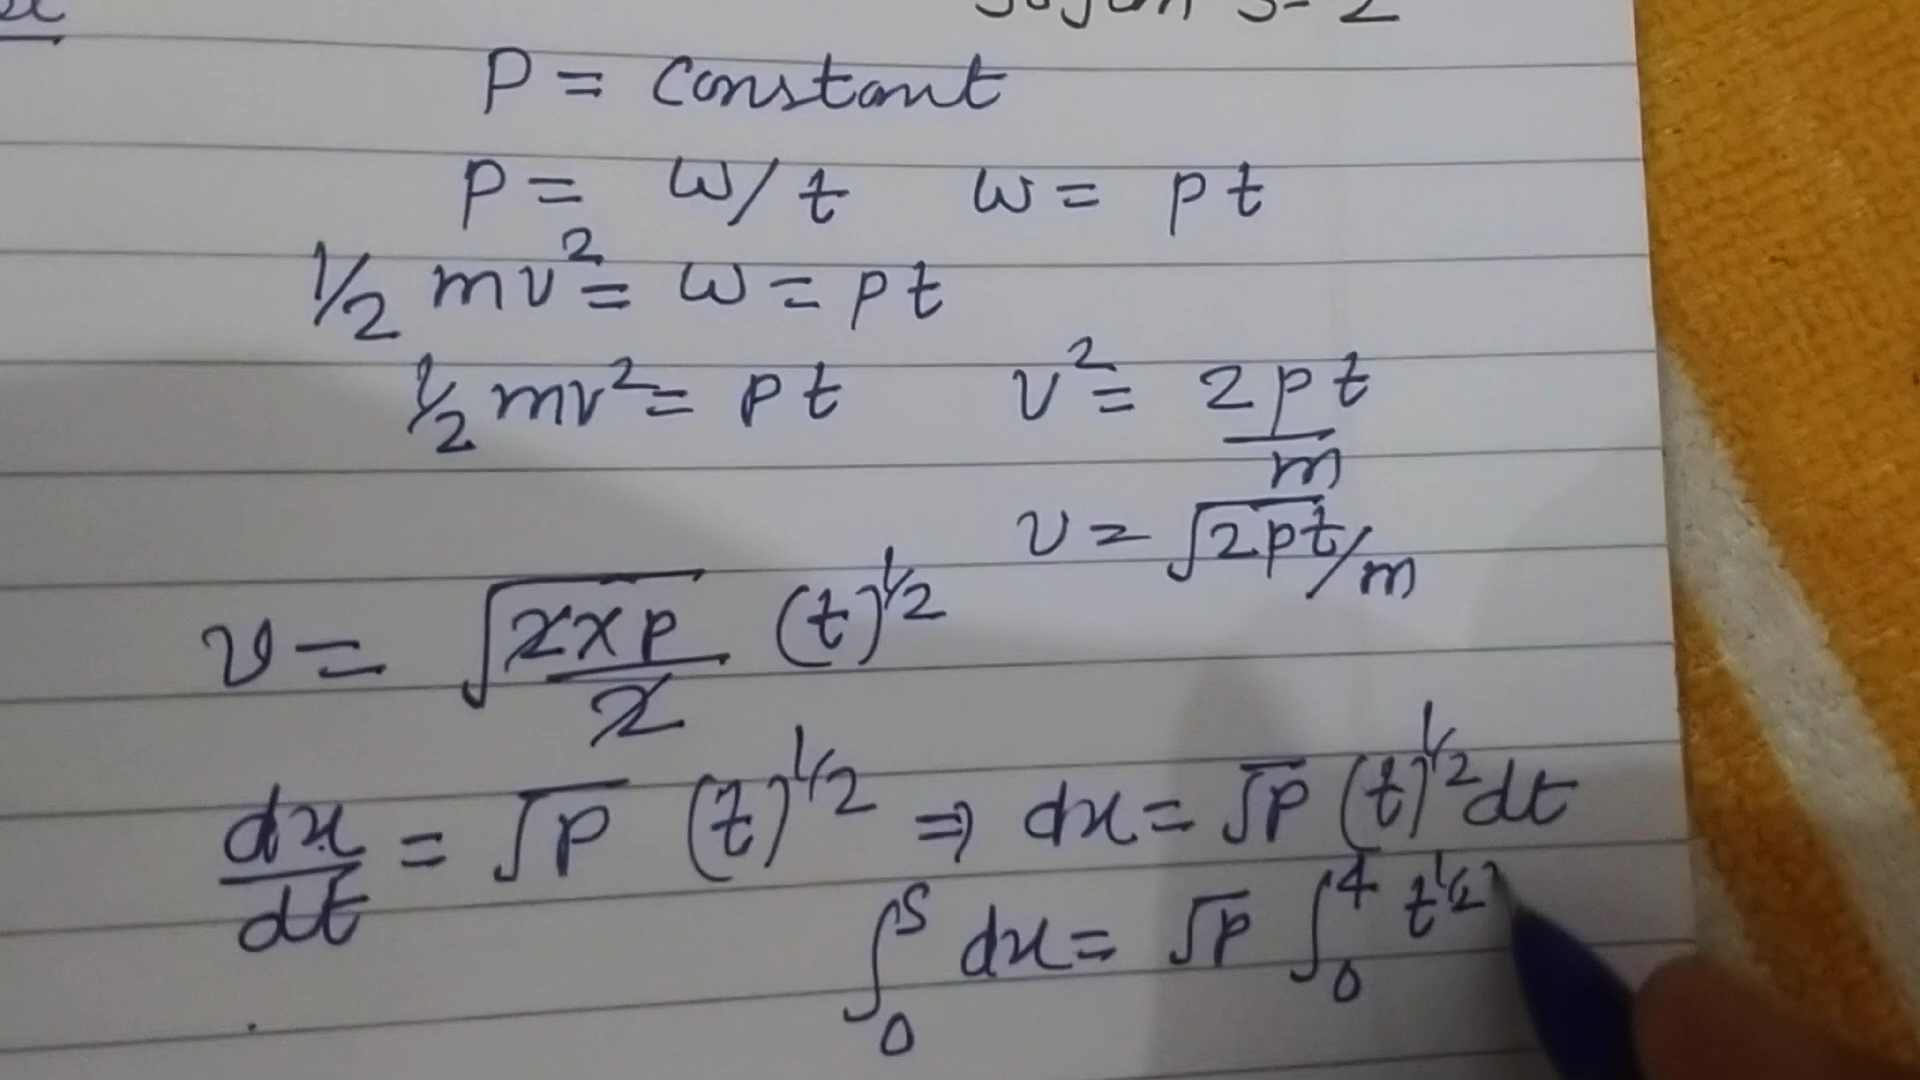 P = Constant
P = W/t W = pt
1/2 mv² = W = pt
1/2 mv² = pt v² = 2pt/m
v = √2pt/m
v = √(2xp/2) (t)^1/2
dx/dt = √P (t)^1/2 ⇒ dx = √P (t)^1/2 dt
∫₀^S dx = √P ∫₀^4 t^1/2